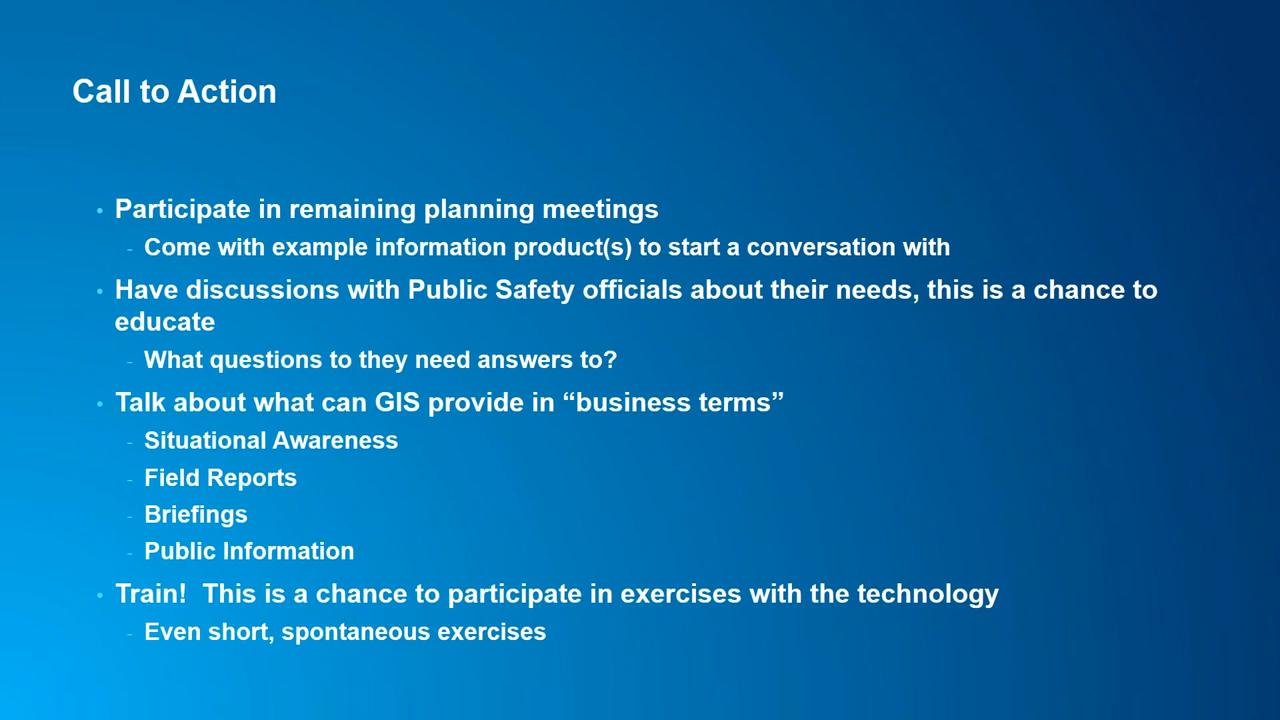 Call to Action
• Participate in remaining planning meetings
- Come with example information product(s) to start a conversation with
• Have discussions with Public Safety officials about their needs, this is a chance to
educate
- What questions to they need answers to?
• Talk about what can GIS provide in “business terms”
- Situational Awareness
- Field Reports
- Briefings
- Public Information
• Train!  This is a chance to participate in exercises with the technology
- Even short, spontaneous exercises